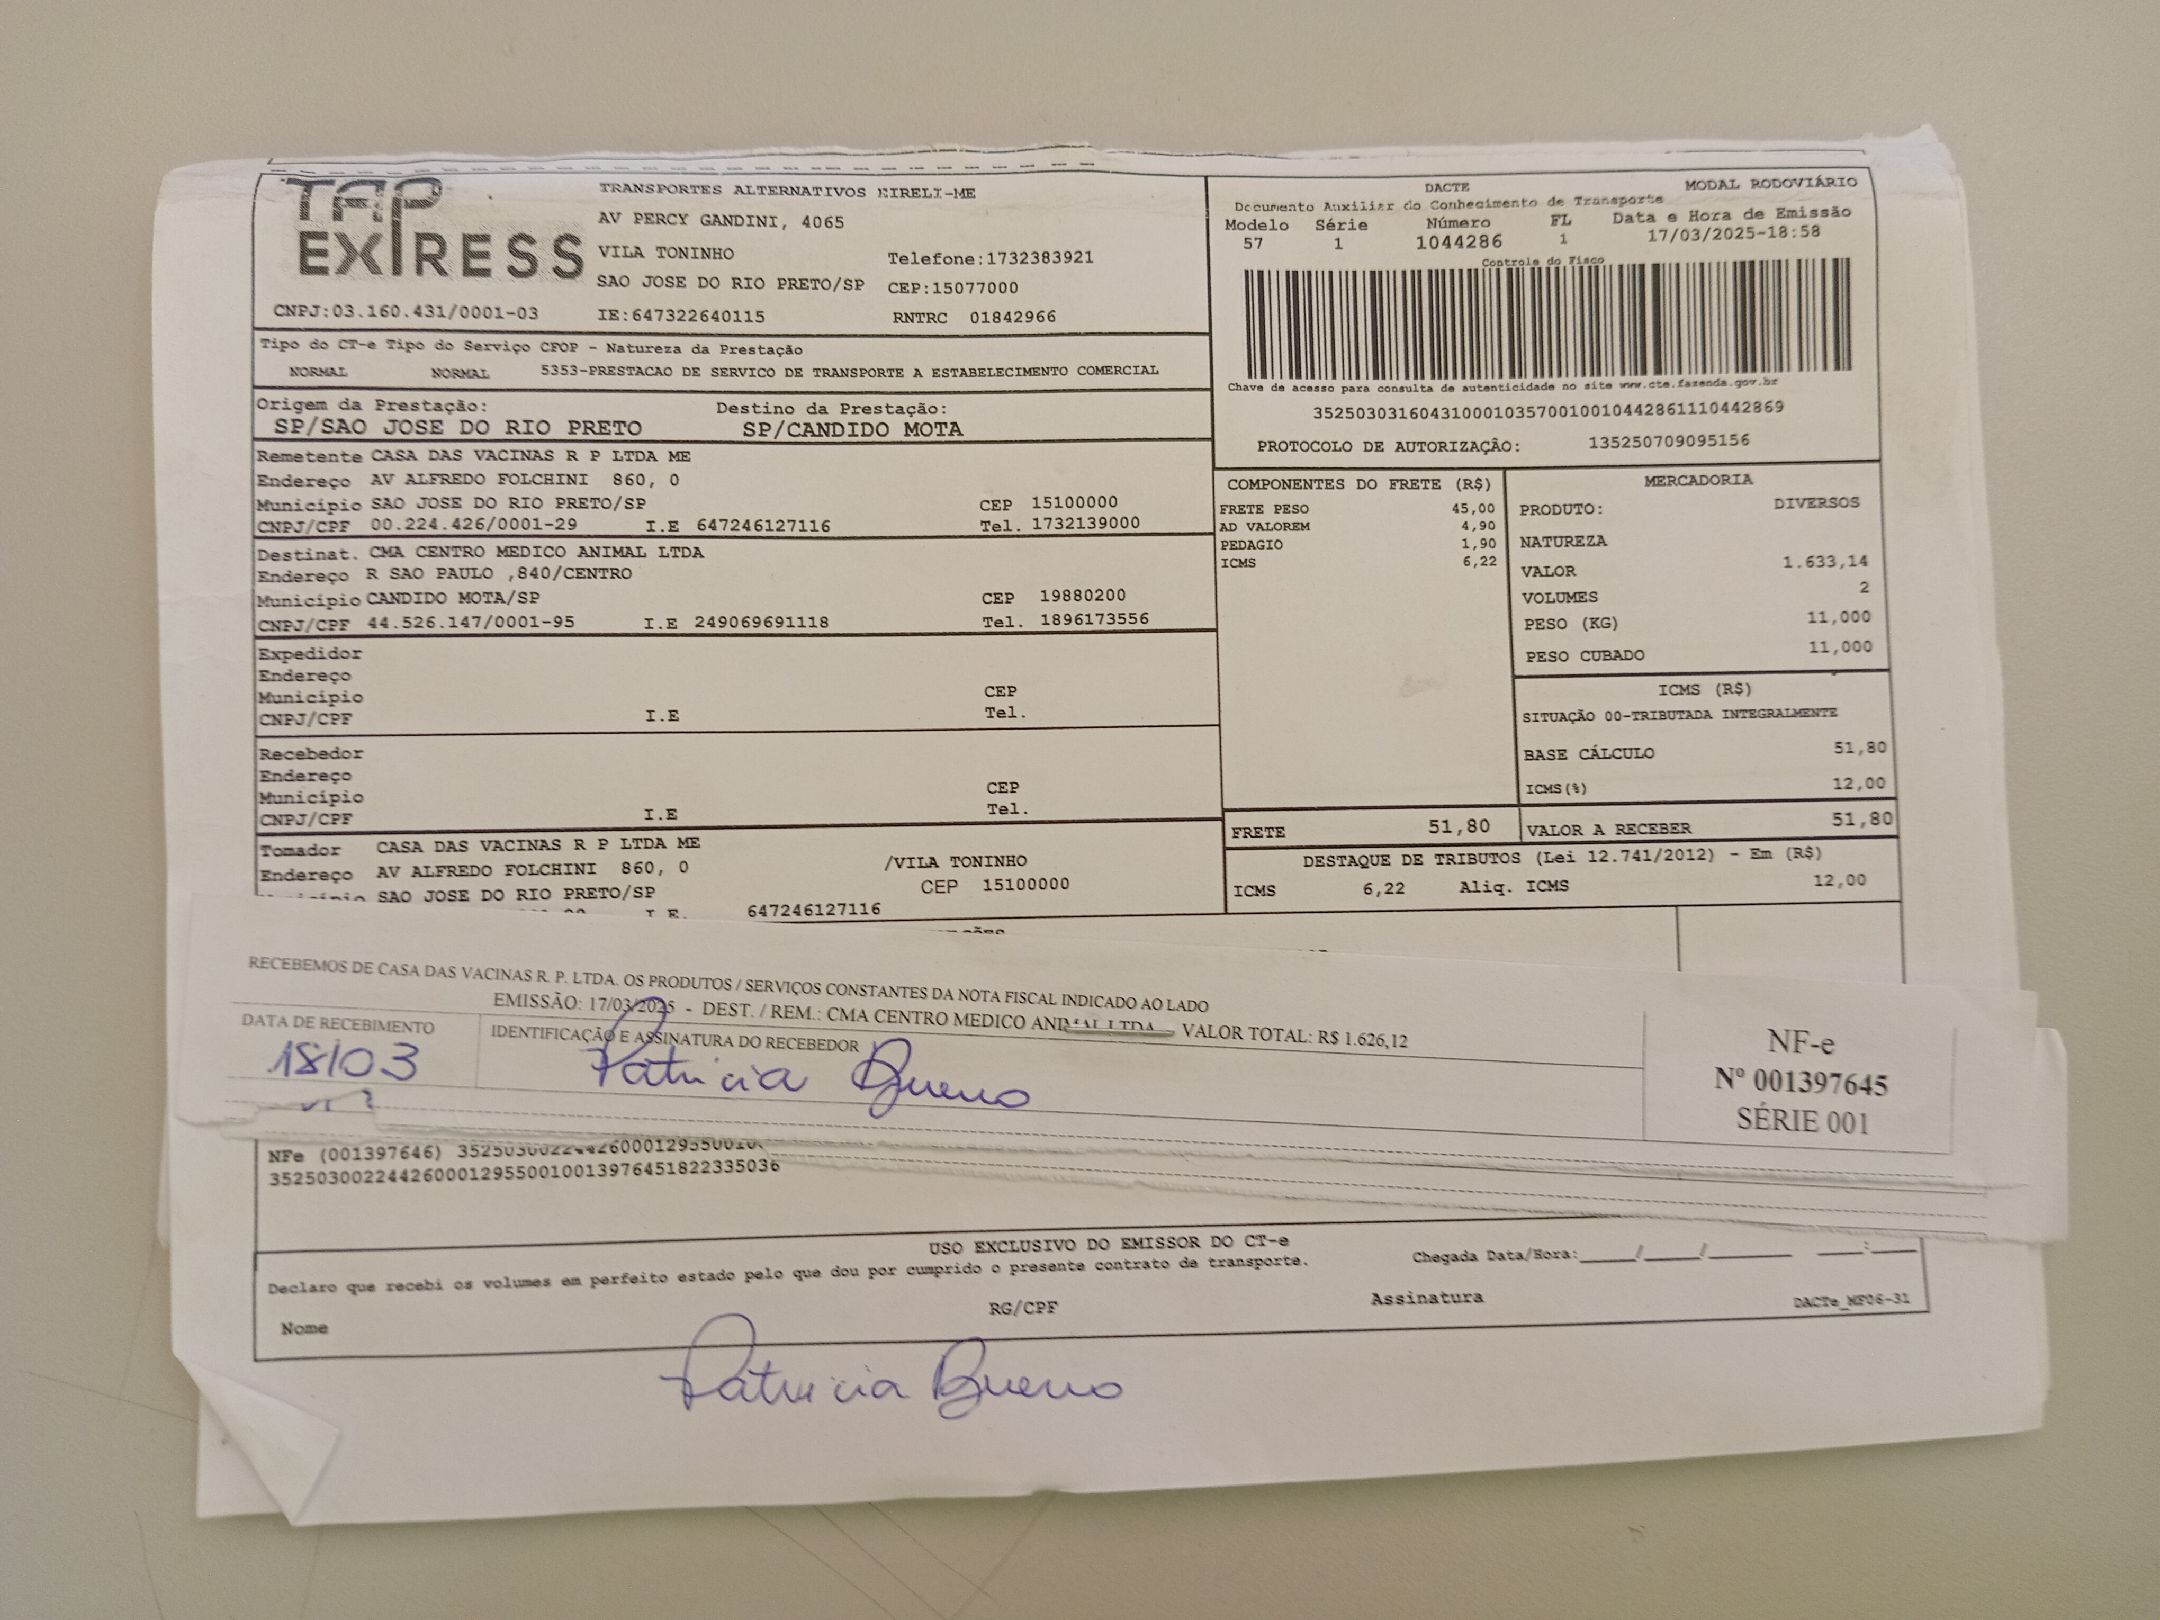 TAP EXPRESS
TRANSPORTES ALTERNATIVOS EIRELI-ME
AV PERCY GANDINI, 4065
VILA TONINHO Telefone:1732383921
SAO JOSE DO RIO PRETO/SP CEP:15077000
CNPJ:03.160.431/0001-03 IE:647322640115 RNTRC 01842966
DACTE MODAL RODOVIÁRIO
Documento Auxiliar do Conhecimento de Transporte
Modelo Série Número FL Data e Hora de Emissão
57 1 1044286 1 17/03/2025-18:58
Controle do Fisco
Chave de acesso para consulta de autenticidade no site www.cte.fazenda.gov.br
35250303160431000103570010010442861110442869
PROTOCOLO DE AUTORIZAÇÃO: 135250709095156
Tipo do CT-e Tipo do Serviço CFOP - Natureza da Prestação
NORMAL NORMAL 5353-PRESTACAO DE SERVICO DE TRANSPORTE A ESTABELECIMENTO COMERCIAL
Origem da Prestação: Destino da Prestação:
SP/SAO JOSE DO RIO PRETO SP/CANDIDO MOTA
Remetente CASA DAS VACINAS R P LTDA ME
Endereço AV ALFREDO FOLCHINI 860, 0
Município SAO JOSE DO RIO PRETO/SP CEP 15100000
CNPJ/CPF 00.224.426/0001-29 I.E 647246127116 Tel. 1732139000
Destinat. CMA CENTRO MEDICO ANIMAL LTDA
Endereço R SAO PAULO ,840/CENTRO
Município CANDIDO MOTA/SP CEP 19880200
CNPJ/CPF 44.526.147/0001-95 I.E 249069691118 Tel. 1896173556
Expedidor
Endereço
Município CEP
CNPJ/CPF I.E Tel.
Recebedor
Endereço
Município CEP
CNPJ/CPF I.E Tel.
Tomador CASA DAS VACINAS R P LTDA ME
Endereço AV ALFREDO FOLCHINI 860, 0 /VILA TONINHO
SAO JOSE DO RIO PRETO/SP CEP 15100000
I.E. 647246127116
COMPONENTES DO FRETE (R$)
FRETE PESO 45,00
AD VALOREM 4,90
PEDAGIO 1,90
ICMS 6,22
MERCADORIA
PRODUTO: DIVERSOS
NATUREZA
VALOR 1.633,14
VOLUMES 2
PESO (KG) 11,000
PESO CUBADO 11,000
ICMS (R$)
SITUAÇÃO 00-TRIBUTADA INTEGRALMENTE
BASE CÁLCULO 51,80
ICMS(%) 12,00
FRETE 51,80 VALOR A RECEBER 51,80
DESTAQUE DE TRIBUTOS (Lei 12.741/2012) - Em (R$)
ICMS 6,22 Aliq. ICMS 12,00
RECEBEMOS DE CASA DAS VACINAS R. P. LTDA. OS PRODUTOS / SERVIÇOS CONSTANTES DA NOTA FISCAL INDICADO AO LADO
EMISSÃO: 17/03/2025 - DEST. / REM.: CMA CENTRO MEDICO ANIMAL LTDA - VALOR TOTAL: R$ 1.626,12
DATA DE RECEBIMENTO IDENTIFICAÇÃO E ASSINATURA DO RECEBEDOR
18/03 Patricia Bueno
NF-e
Nº 001397645
SÉRIE 001
NFe (001397646)
35250300224426000129550010013976451822335036
USO EXCLUSIVO DO EMISSOR DO CT-e
Declaro que recebi os volumes em perfeito estado pelo que dou por cumprido o presente contrato de transporte.
Chegada Data/Hora:____/____/______ ____:____
Nome RG/CPF Assinatura DACTe_MF06-31
Patricia Bueno